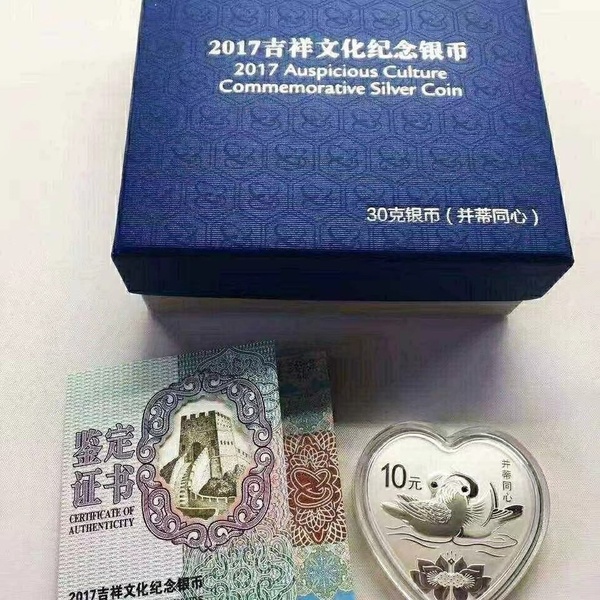 2017吉祥文化纪念银币
2017 Auspicious Culture
Commemorative Silver Coin
30克银币（并蒂同心）
鉴定
证书
CERTIFICATE OF
AUTHENTICITY
2017吉祥文化纪念银币
10元
并蒂同心